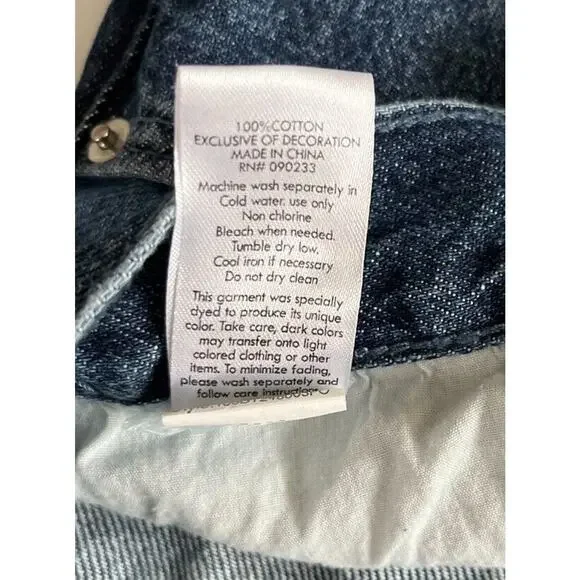 100%COTTON
EXCLUSIVE OF DECORATION
MADE IN CHINA
RN# 090233
Machine wash separately in
Cold water. use only
Non chlorine
Bleach when needed.
Tumble dry low.
Cool iron if necessary
Do not dry clean
This garment was specially
dyed to produce its unique
color. Take care, dark colors
may transfer onto light
colored clothing or other
items. To minimize fading,
please wash separately and
follow care instruction